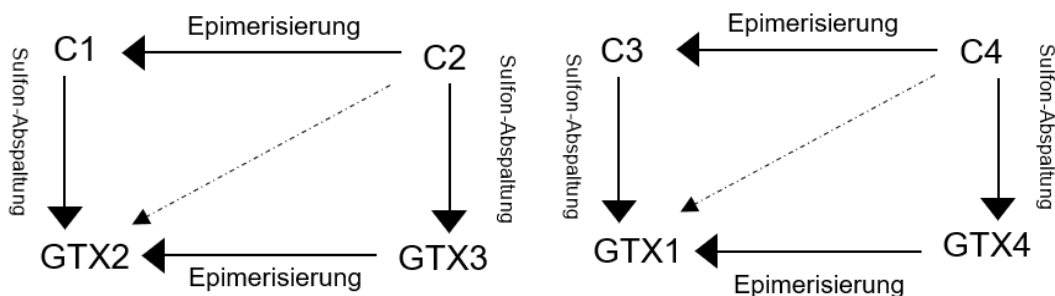 Epimerisierung
C1
C2
Sulfon-Abspaltung
Sulfon-Abspaltung
GTX2
GTX3
Epimerisierung
Epimerisierung
C3
C4
Sulfon-Abspaltung
Sulfon-Abspaltung
GTX1
GTX4
Epimerisierung